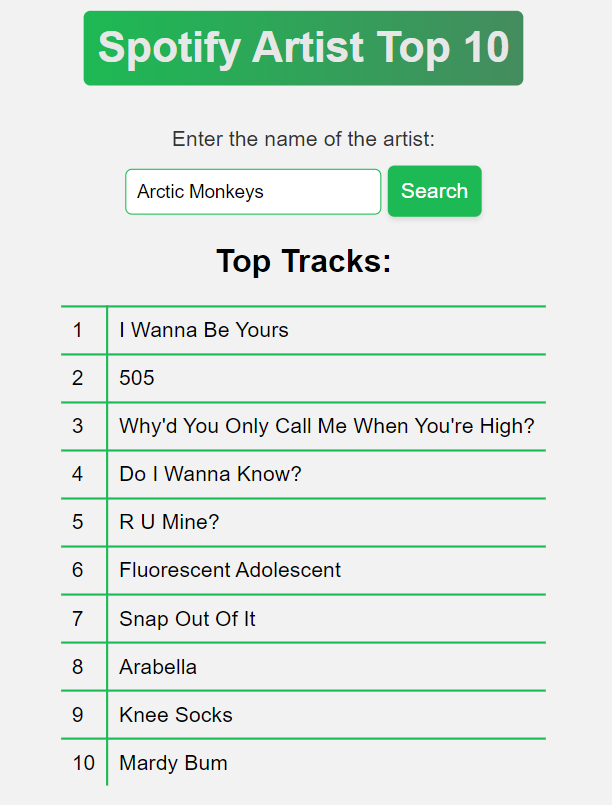 Spotify Artist Top 10
Enter the name of the artist:
Arctic Monkeys Search
Top Tracks:
1 I Wanna Be Yours
2 505
3 Why'd You Only Call Me When You're High?
4 Do I Wanna Know?
5 R U Mine?
6 Fluorescent Adolescent
7 Snap Out Of It
8 Arabella
9 Knee Socks
10 Mardy Bum